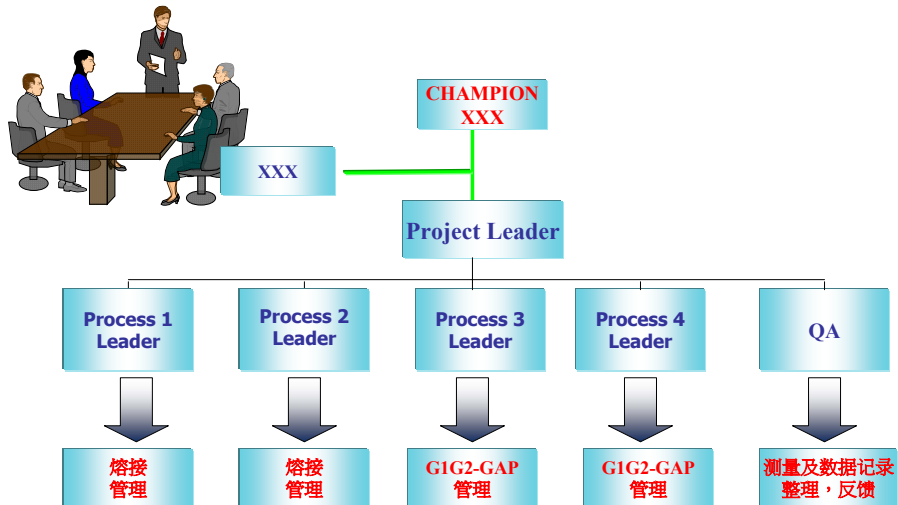 CHAMPION
XXX
XXX
Project Leader
Process 1
Leader
Process 2
Leader
Process 3
Leader
Process 4
Leader
QA
熔接
管理
熔接
管理
G1G2-GAP
管理
G1G2-GAP
管理
测量及数据记录
整理，反馈